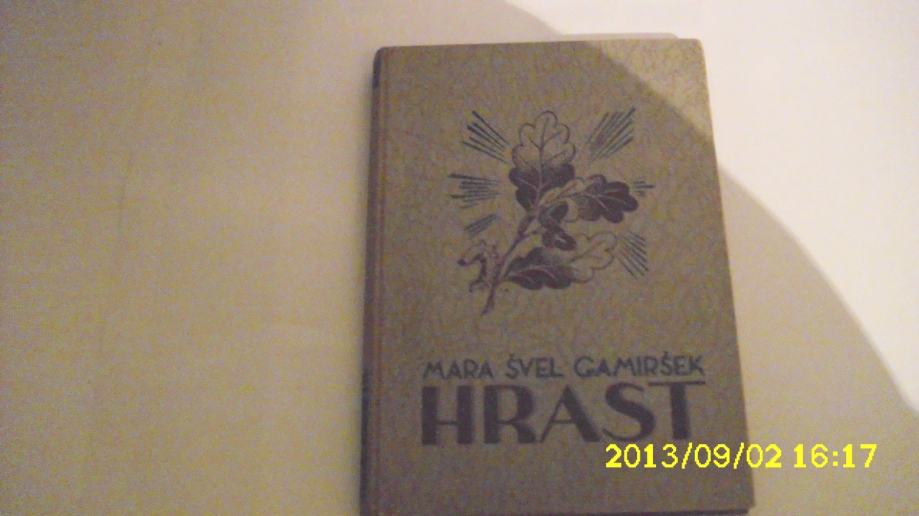 MARA ŠVEL GAMIRŠEK
HRAST
2013/09/02 16:17